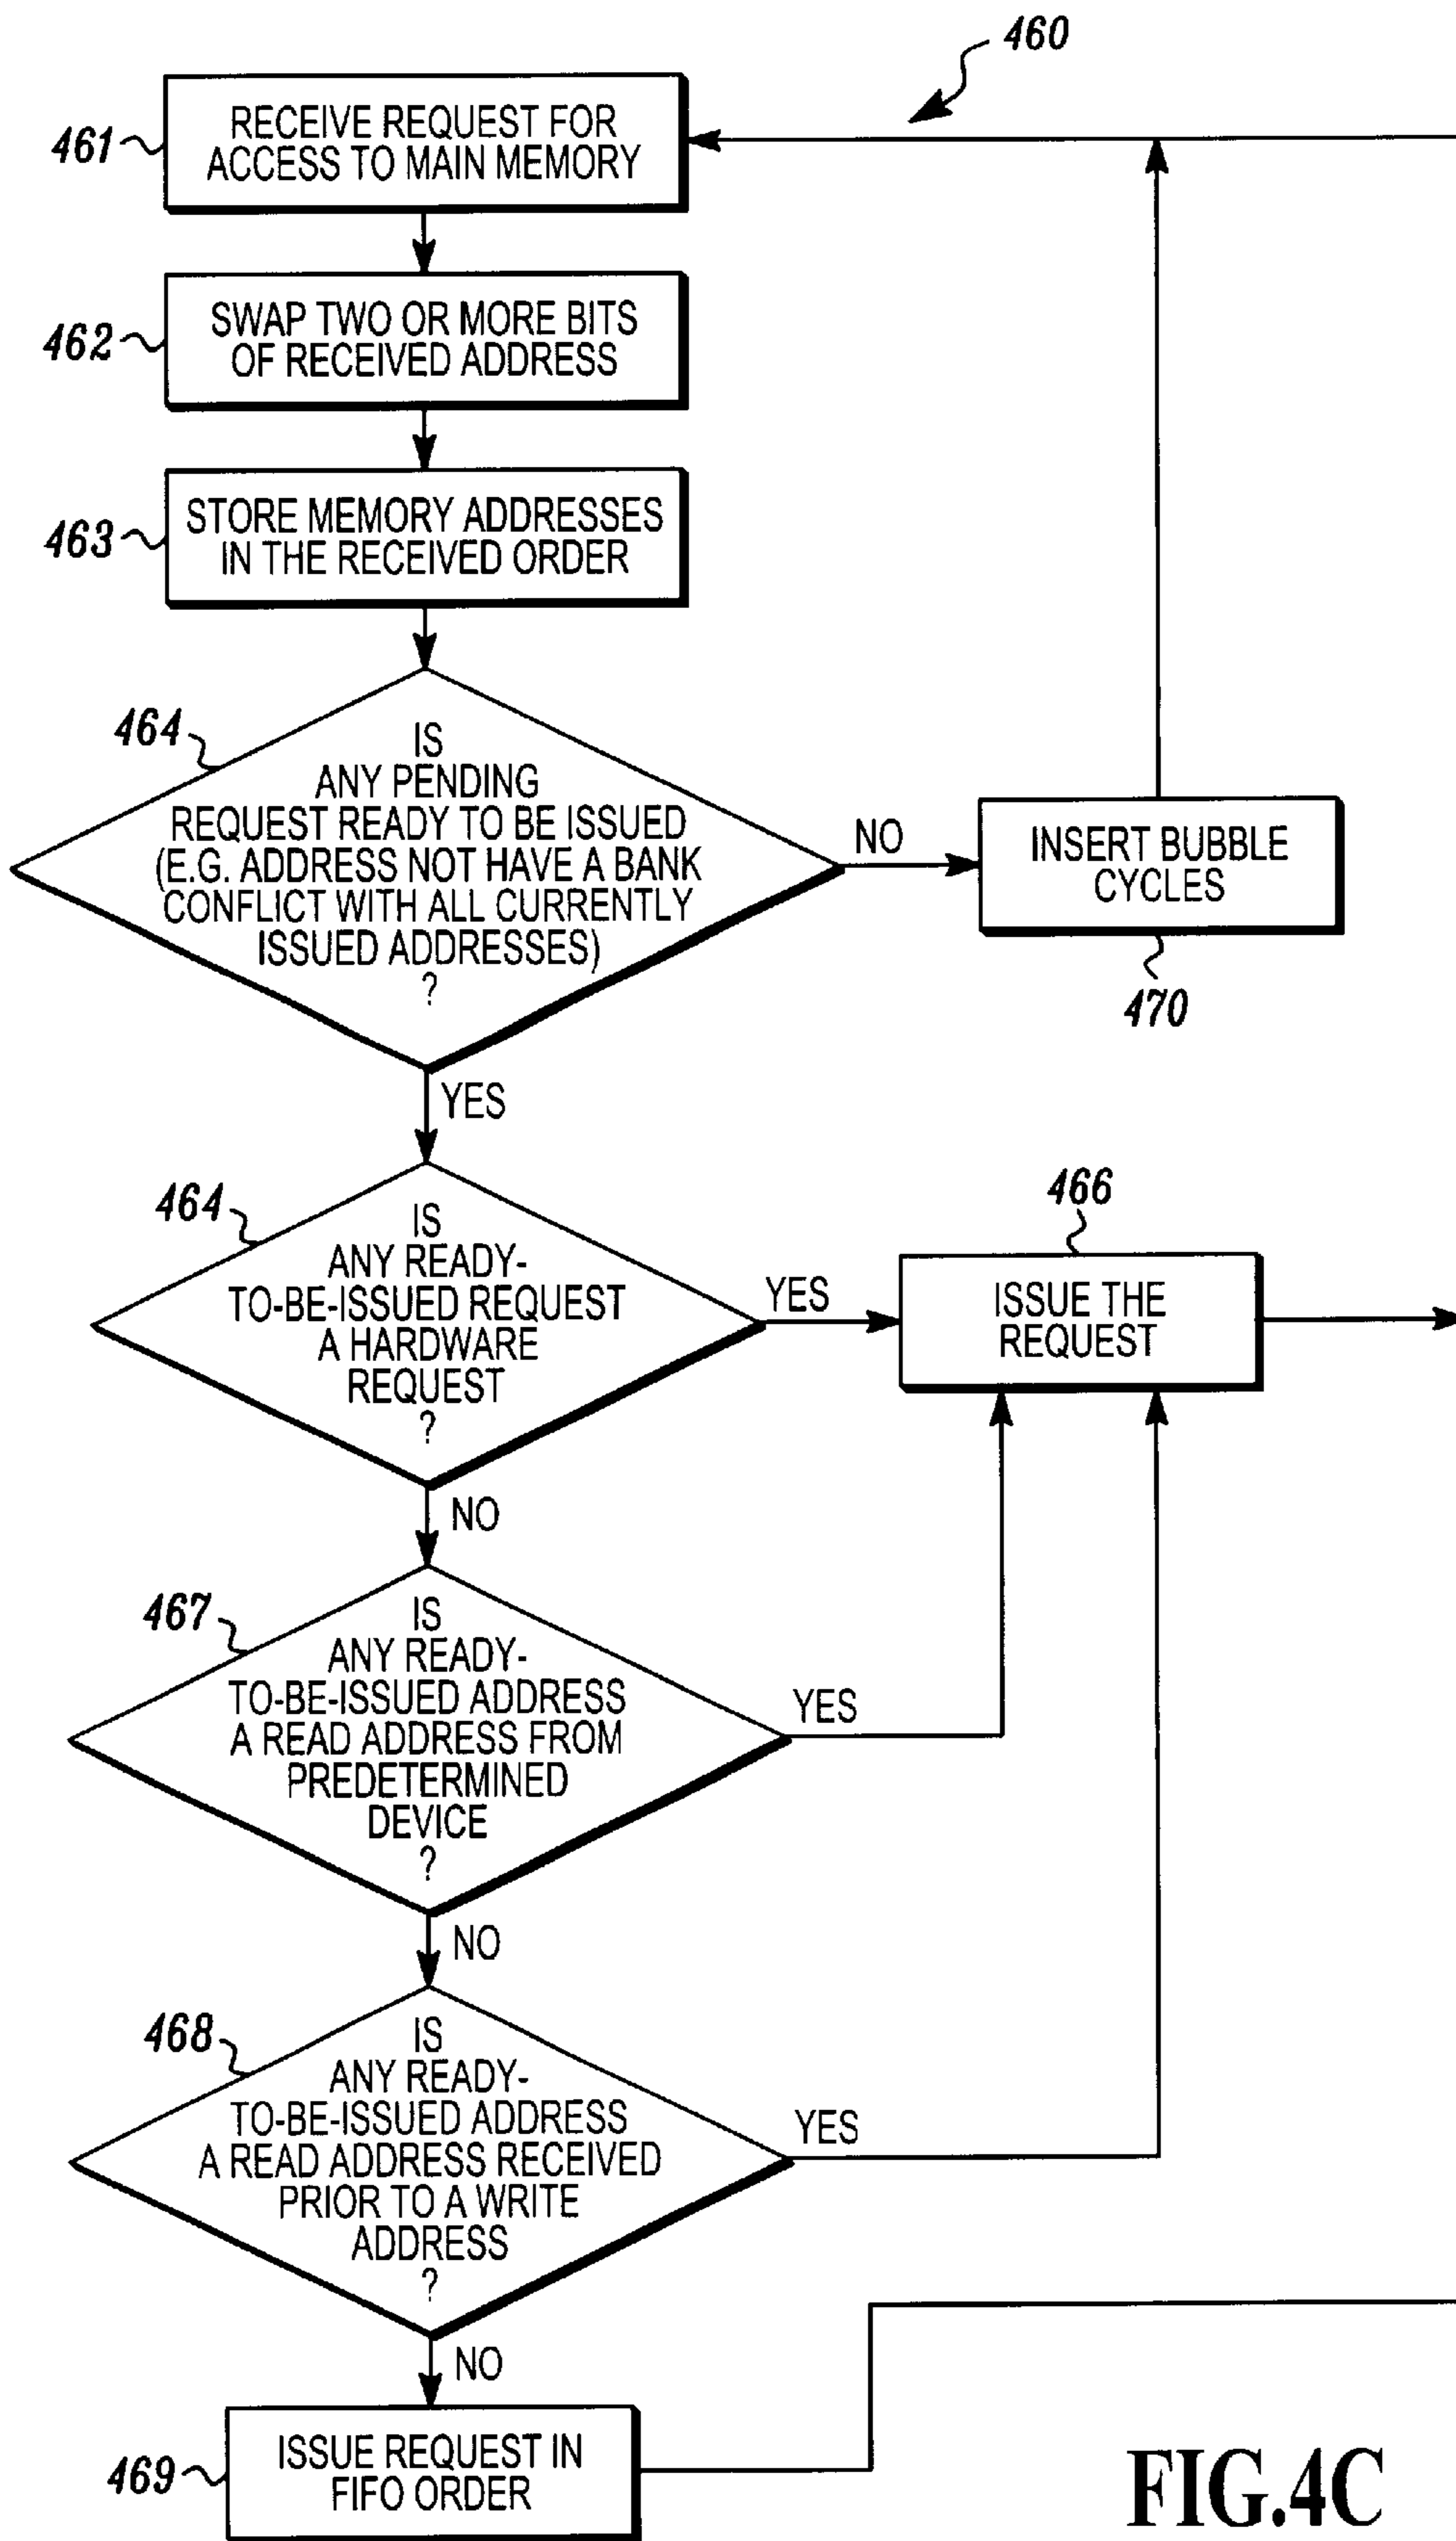 460
461
RECEIVE REQUEST FOR
ACCESS TO MAIN MEMORY
462
SWAP TWO OR MORE BITS
OF RECEIVED ADDRESS
463
STORE MEMORY ADDRESSES
IN THE RECEIVED ORDER
464
IS
ANY PENDING
REQUEST READY TO BE ISSUED
(E.G. ADDRESS NOT HAVE A BANK
CONFLICT WITH ALL CURRENTLY
ISSUED ADDRESSES)
?
NO
INSERT BUBBLE
CYCLES
470
YES
464
IS
ANY READY-
TO-BE-ISSUED REQUEST
A HARDWARE
REQUEST
?
YES
466
ISSUE THE
REQUEST
NO
467
IS
ANY READY-
TO-BE-ISSUED ADDRESS
A READ ADDRESS FROM
PREDETERMINED
DEVICE
?
YES
NO
468
IS
ANY READY-
TO-BE-ISSUED ADDRESS
A READ ADDRESS RECEIVED
PRIOR TO A WRITE
ADDRESS
?
YES
NO
469
ISSUE REQUEST IN
FIFO ORDER
FIG.4C